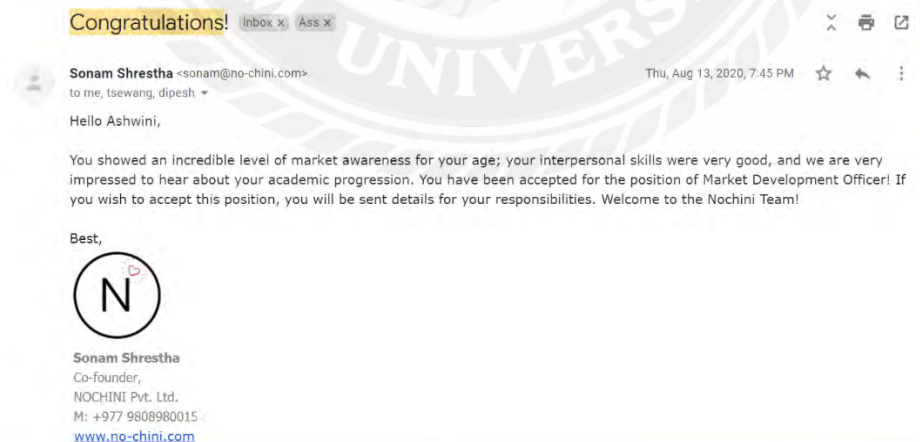 Congratulations! Inbox x Ass x
Sonam Shrestha <sonam@no-chini.com> Thu, Aug 13, 2020, 7:45 PM
to me, tsewang, dipesh
Hello Ashwini,
You showed an incredible level of market awareness for your age; your interpersonal skills were very good, and we are very
impressed to hear about your academic progression. You have been accepted for the position of Market Development Officer! If
you wish to accept this position, you will be sent details for your responsibilities. Welcome to the Nochini Team!
Best,
N
Sonam Shrestha
Co-founder,
NOCHINI Pvt. Ltd.
M: +977 9808980015
www.no-chini.com